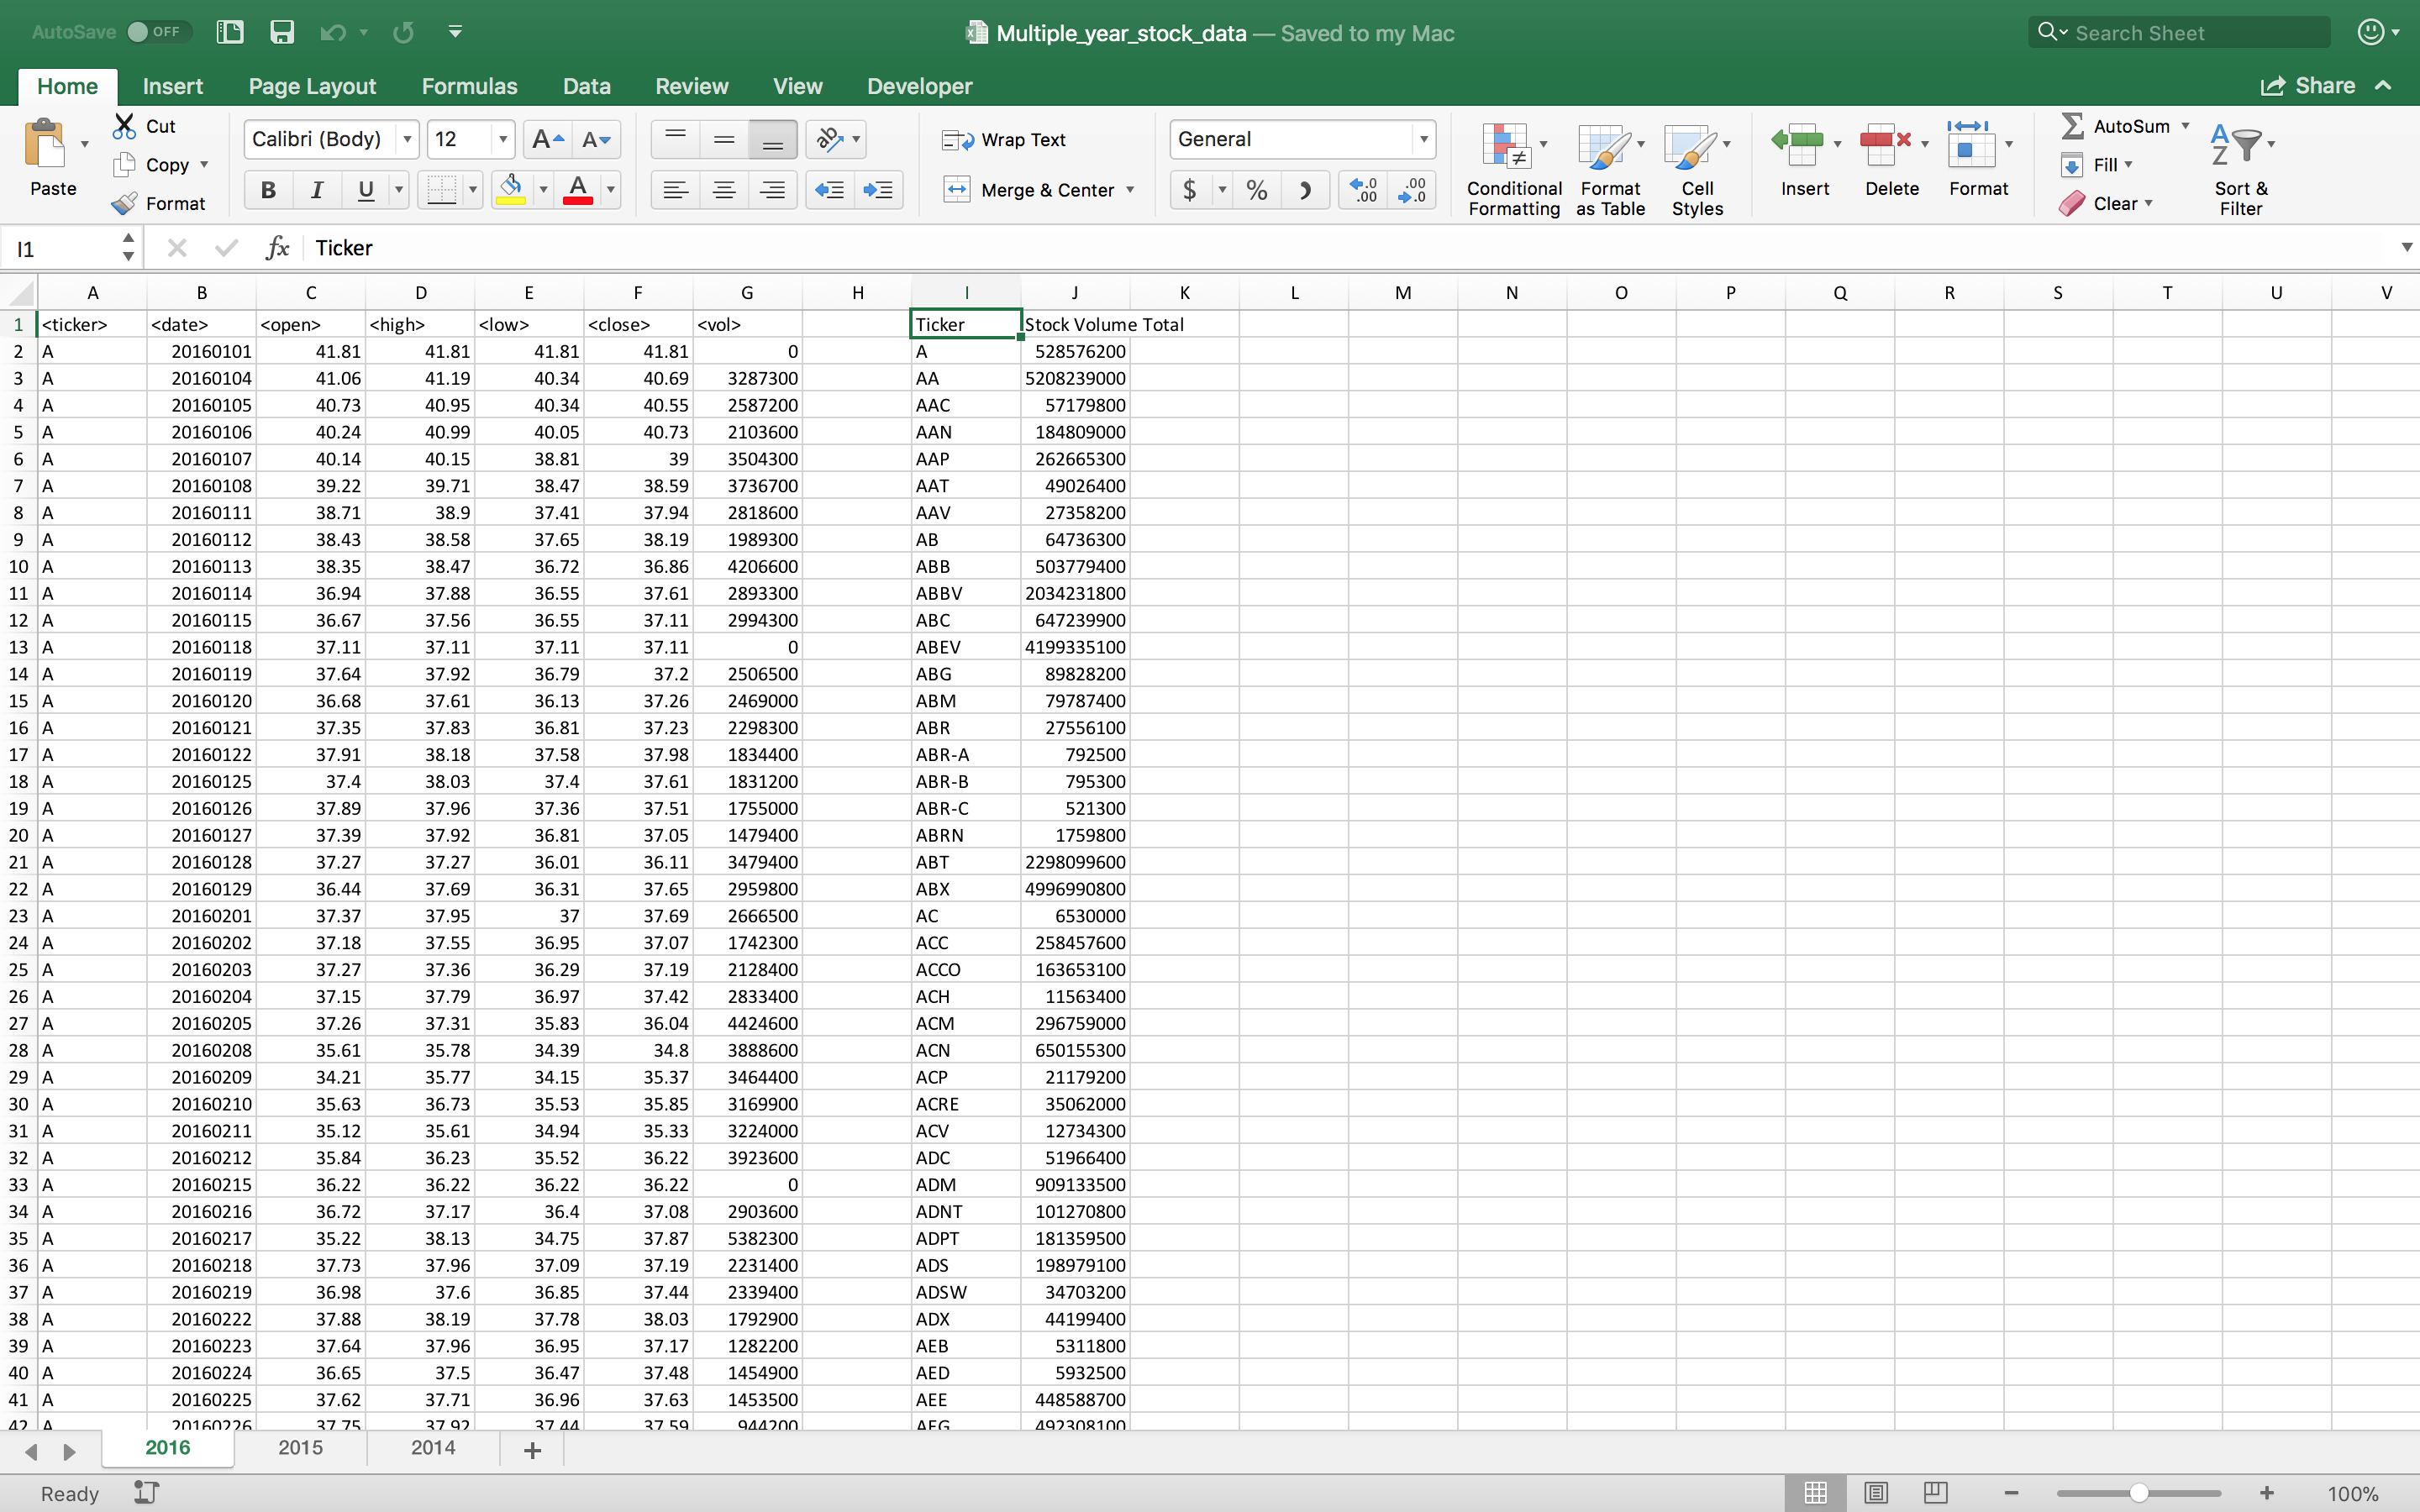 AutoSave OFF Multiple_year_stock_data — Saved to my Mac Search Sheet
Home Insert Page Layout Formulas Data Review View Developer Share
Paste Cut Copy Format Calibri (Body) 12 Wrap Text Merge & Center General Conditional Formatting Format as Table Cell Styles Insert Delete Format AutoSum Fill Clear Sort & Filter
I1 fx Ticker
A B C D E F G H I J K L M N O P Q R S T U V
1 <ticker> <date> <open> <high> <low> <close> <vol> Ticker Stock Volume Total
2 A 20160101 41.81 41.81 41.81 41.81 0 A 528576200
3 A 20160104 41.06 41.19 40.34 40.69 3287300 AA 5208239000
4 A 20160105 40.73 40.95 40.34 40.55 2587200 AAC 57179800
5 A 20160106 40.24 40.99 40.05 40.73 2103600 AAN 184809000
6 A 20160107 40.14 40.15 38.81 39 3504300 AAP 262665300
7 A 20160108 39.22 39.71 38.47 38.59 3736700 AAT 49026400
8 A 20160111 38.71 38.9 37.41 37.94 2818600 AAV 27358200
9 A 20160112 38.43 38.58 37.65 38.19 1989300 AB 64736300
10 A 20160113 38.35 38.47 36.72 36.86 4206600 ABB 503779400
11 A 20160114 36.94 37.88 36.55 37.61 2893300 ABBV 2034231800
12 A 20160115 36.67 37.56 36.55 37.11 2994300 ABC 647239900
13 A 20160118 37.11 37.11 37.11 37.11 0 ABEV 4199335100
14 A 20160119 37.64 37.92 36.79 37.2 2506500 ABG 89828200
15 A 20160120 36.68 37.61 36.13 37.26 2469000 ABM 79787400
16 A 20160121 37.35 37.83 36.81 37.23 2298300 ABR 27556100
17 A 20160122 37.91 38.18 37.58 37.98 1834400 ABR-A 792500
18 A 20160125 37.4 38.03 37.4 37.61 1831200 ABR-B 795300
19 A 20160126 37.89 37.96 37.36 37.51 1755000 ABR-C 521300
20 A 20160127 37.39 37.92 36.81 37.05 1479400 ABRN 1759800
21 A 20160128 37.27 37.27 36.01 36.11 3479400 ABT 2298099600
22 A 20160129 36.44 37.69 36.31 37.65 2959800 ABX 4996990800
23 A 20160201 37.37 37.95 37 37.69 2666500 AC 6530000
24 A 20160202 37.18 37.55 36.95 37.07 1742300 ACC 258457600
25 A 20160203 37.27 37.36 36.29 37.19 2128400 ACCO 163653100
26 A 20160204 37.15 37.79 36.97 37.42 2833400 ACH 11563400
27 A 20160205 37.26 37.31 35.83 36.04 4424600 ACM 296759000
28 A 20160208 35.61 35.78 34.39 34.8 3888600 ACN 650155300
29 A 20160209 34.21 35.77 34.15 35.37 3464400 ACP 21179200
30 A 20160210 35.63 36.73 35.53 35.85 3169900 ACRE 35062000
31 A 20160211 35.12 35.61 34.94 35.33 3224000 ACV 12734300
32 A 20160212 35.84 36.23 35.52 36.22 3923600 ADC 51966400
33 A 20160215 36.22 36.22 36.22 36.22 0 ADM 909133500
34 A 20160216 36.72 37.17 36.4 37.08 2903600 ADNT 101270800
35 A 20160217 35.22 38.13 34.75 37.87 5382300 ADPT 181359500
36 A 20160218 37.73 37.96 37.09 37.19 2231400 ADS 198979100
37 A 20160219 36.98 37.6 36.85 37.44 2339400 ADSW 34703200
38 A 20160222 37.88 38.19 37.78 38.03 1792900 ADX 44199400
39 A 20160223 37.64 37.96 36.95 37.17 1282200 AEB 5311800
40 A 20160224 36.65 37.5 36.47 37.48 1454900 AED 5932500
41 A 20160225 37.62 37.71 36.96 37.63 1453500 AEE 448588700
42 A 20160226 37.75 37.92 37.44 37.59 944200 AEG 492308100
2016 2015 2014
Ready 100%